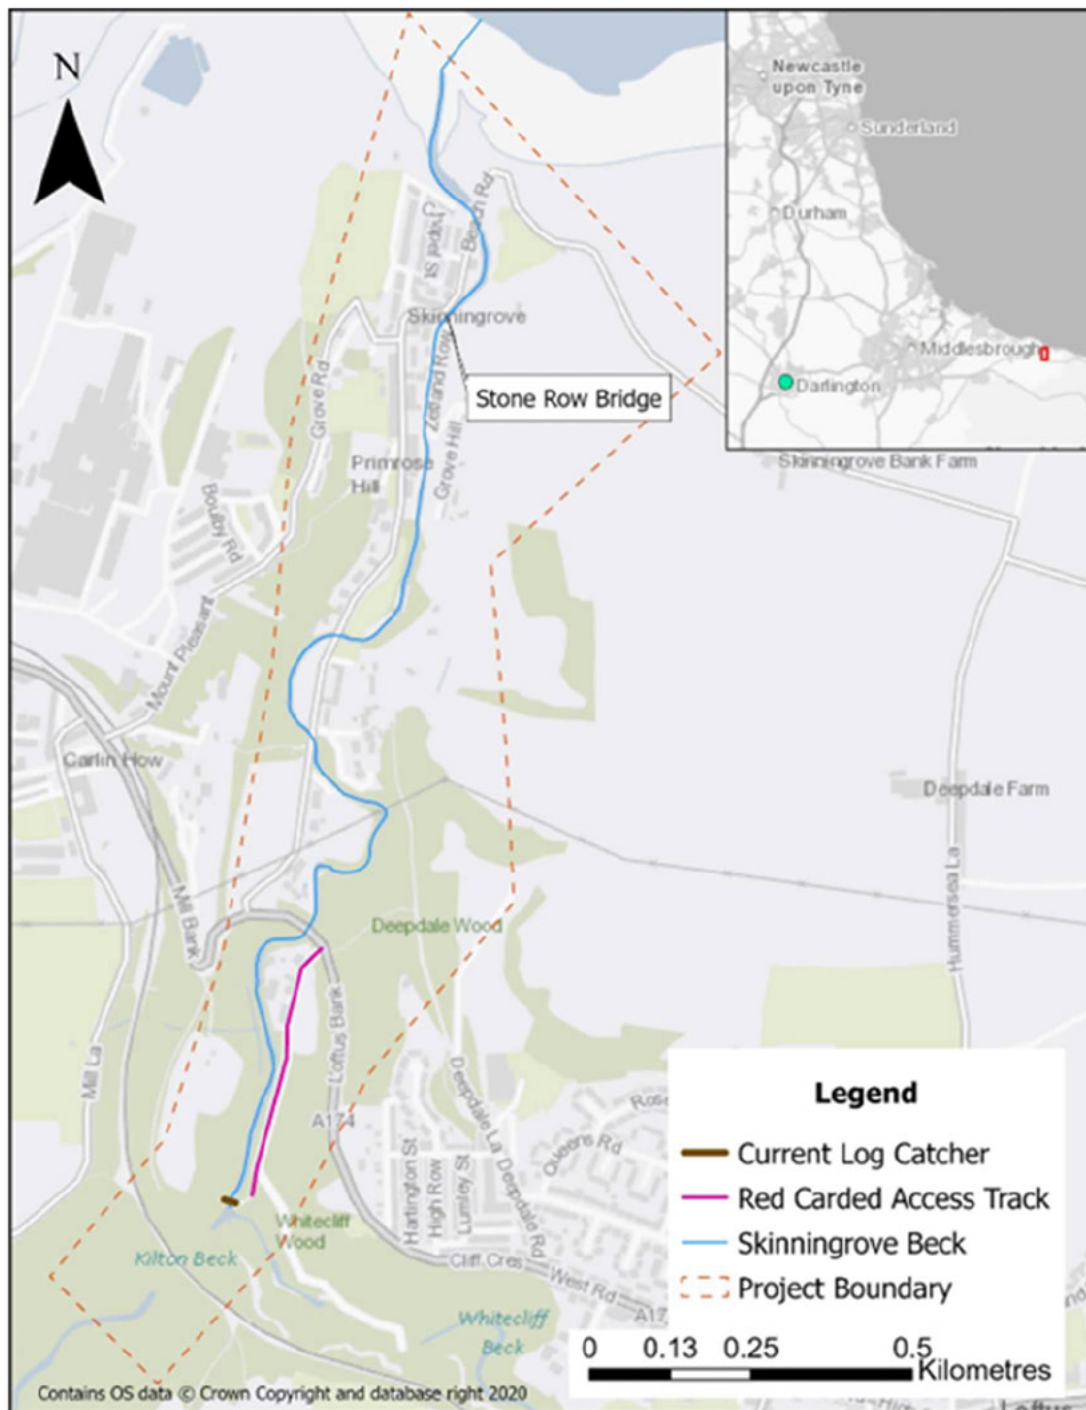 N
Newcastle
upon Tyne
Sunderland
Durham
Middlesbrough
Darlington
Beach Rd
Chapel St
Skinningrove
Zetland Row
Stone Row Bridge
Grove Rd
Primrose
Hill
Grove Hill
Skinningrove Bank Farm
Boulby Rd
Mount Pleasant
Carlin How
Deepdale Farm
Mill Bank
Deepdale Wood
Hummersea La
Mill La
Loftus Bank
A174
Deepdale La
Deepdale Rd
Queens Rd
Hartington St
High Row
Lumley St
Whitecliff
Wood
Kilton Beck
Cliff Cres
West Rd
Whitecliff
Beck
Legend
Current Log Catcher
Red Carded Access Track
Skinningrove Beck
Project Boundary
0 0.13 0.25 0.5
Kilometres
Contains OS data © Crown Copyright and database right 2020